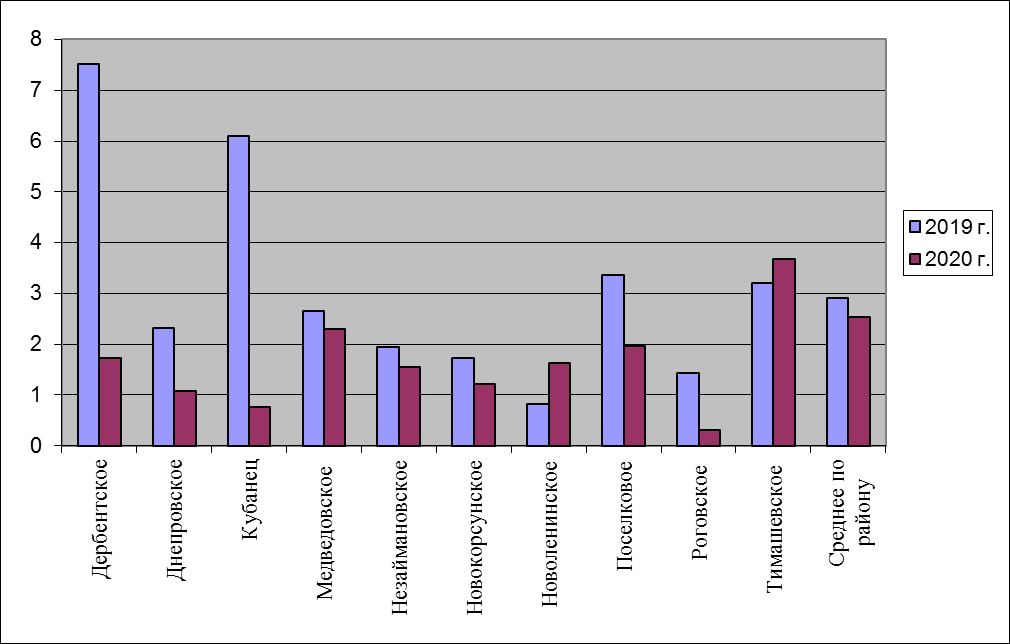 8
7
6
5
4
3
2
1
0
Дербентское
Днепровское
Кубанец
Медведовское
Незаймановское
Новокорсунское
Новоленинское
Поселковое
Роговское
Тимашевское
Среднее по
району
2019 г.
2020 г.